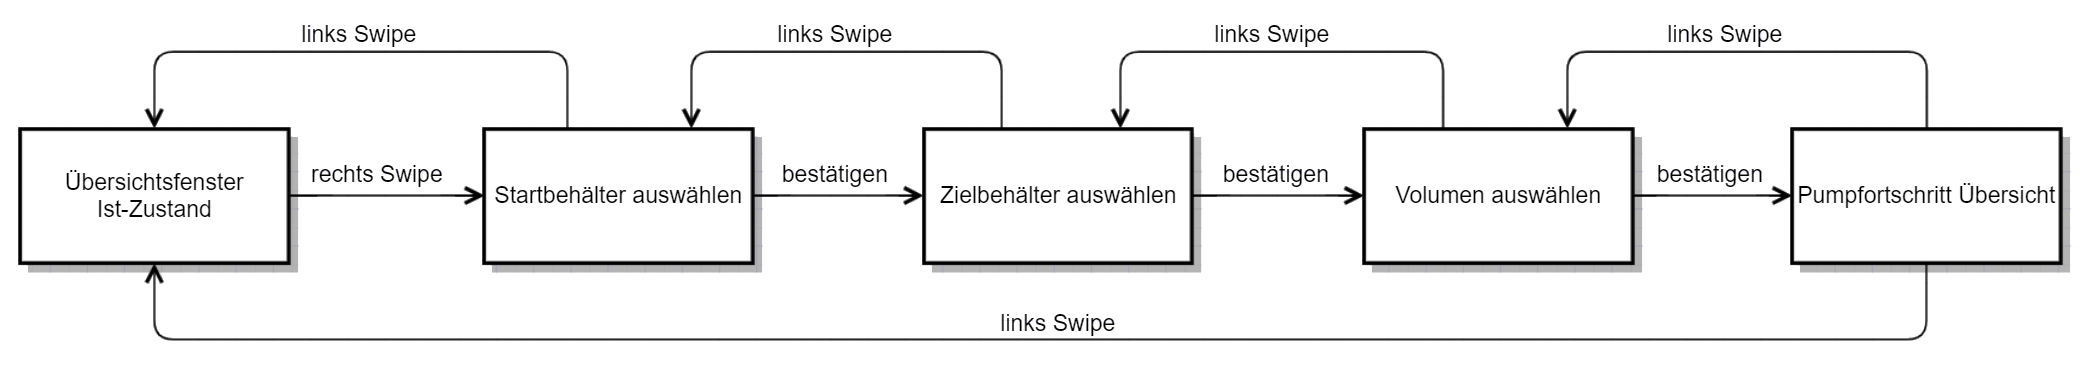 links Swipe
links Swipe
links Swipe
links Swipe
Übersichtsfenster
Ist-Zustand
rechts Swipe
Startbehälter auswählen
bestätigen
Zielbehälter auswählen
bestätigen
Volumen auswählen
bestätigen
Pumpfortschritt Übersicht
links Swipe